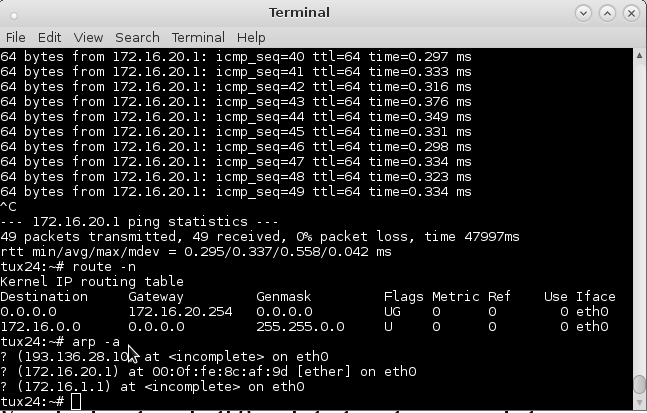 Terminal
File Edit View Search Terminal Help
64 bytes from 172.16.20.1: icmp_seq=40 ttl=64 time=0.297 ms
64 bytes from 172.16.20.1: icmp_seq=41 ttl=64 time=0.333 ms
64 bytes from 172.16.20.1: icmp_seq=42 ttl=64 time=0.316 ms
64 bytes from 172.16.20.1: icmp_seq=43 ttl=64 time=0.376 ms
64 bytes from 172.16.20.1: icmp_seq=44 ttl=64 time=0.349 ms
64 bytes from 172.16.20.1: icmp_seq=45 ttl=64 time=0.331 ms
64 bytes from 172.16.20.1: icmp_seq=46 ttl=64 time=0.298 ms
64 bytes from 172.16.20.1: icmp_seq=47 ttl=64 time=0.334 ms
64 bytes from 172.16.20.1: icmp_seq=48 ttl=64 time=0.323 ms
64 bytes from 172.16.20.1: icmp_seq=49 ttl=64 time=0.334 ms
^C
--- 172.16.20.1 ping statistics ---
49 packets transmitted, 49 received, 0% packet loss, time 47997ms
rtt min/avg/max/mdev = 0.295/0.337/0.558/0.042 ms
tux24:~# route -n
Kernel IP routing table
Destination Gateway Genmask Flags Metric Ref Use Iface
0.0.0.0 172.16.20.254 0.0.0.0 UG 0 0 0 eth0
172.16.0.0 0.0.0.0 255.255.0.0 U 0 0 0 eth0
tux24:~# arp -a
? at <incomplete> on eth0
? (172.16.20.1) at 00:0f:fe:8c:af:9d [ether] on eth0
? (172.16.1.1) at <incomplete> on eth0
tux24:~#